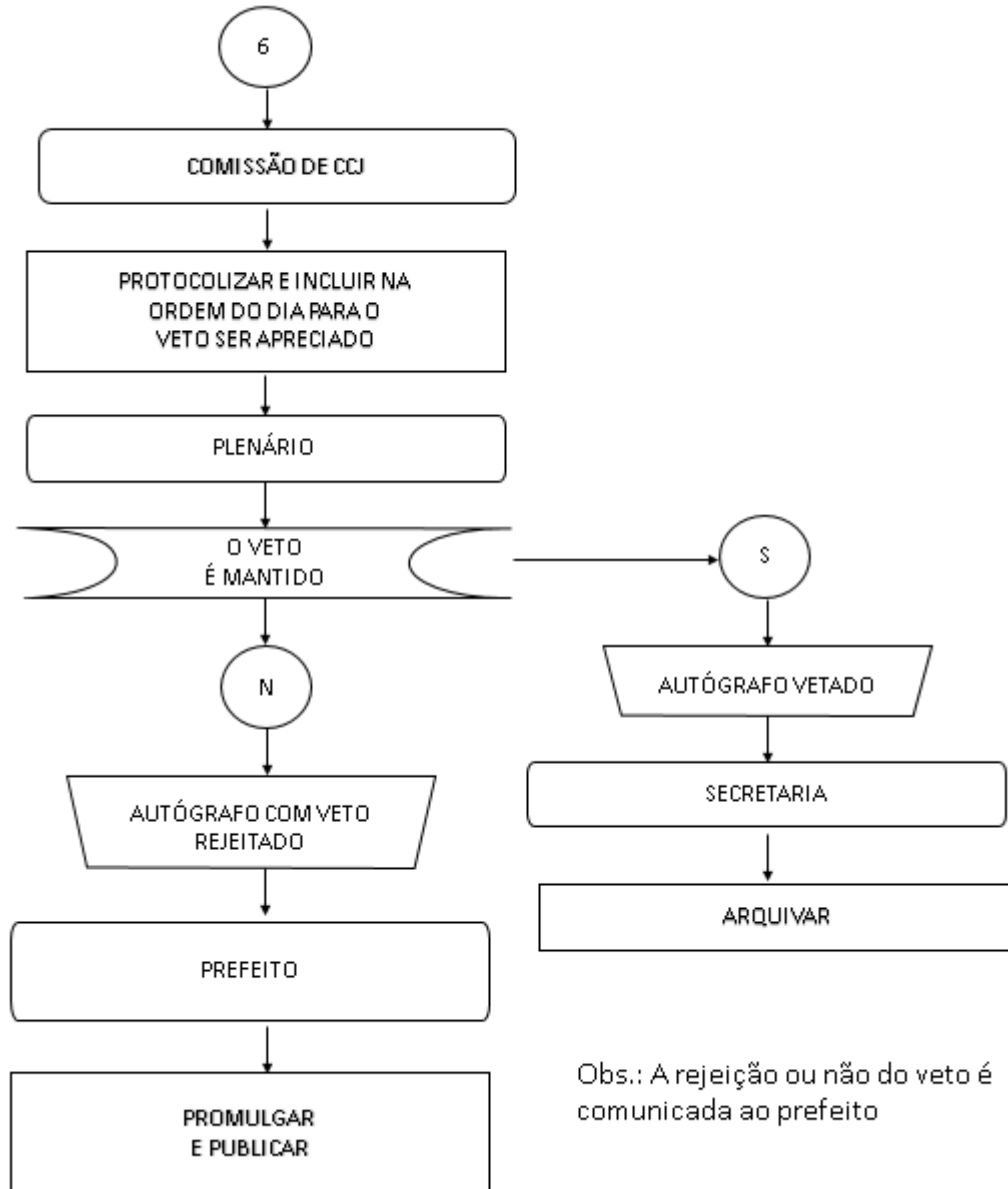 6
COMISSÃO DE CCJ
PROTOCOLIZAR E INCLUIR NA
ORDEM DO DIA PARA O
VETO SER APRECIADO
PLENÁRIO
O VETO
É MANTIDO
S
N
AUTÓGRAFO VETADO
SECRETARIA
ARQUIVAR
AUTÓGRAFO COM VETO
REJEITADO
PREFEITO
PROMULGAR
E PUBLICAR
Obs.: A rejeição ou não do veto é
comunicada ao prefeito